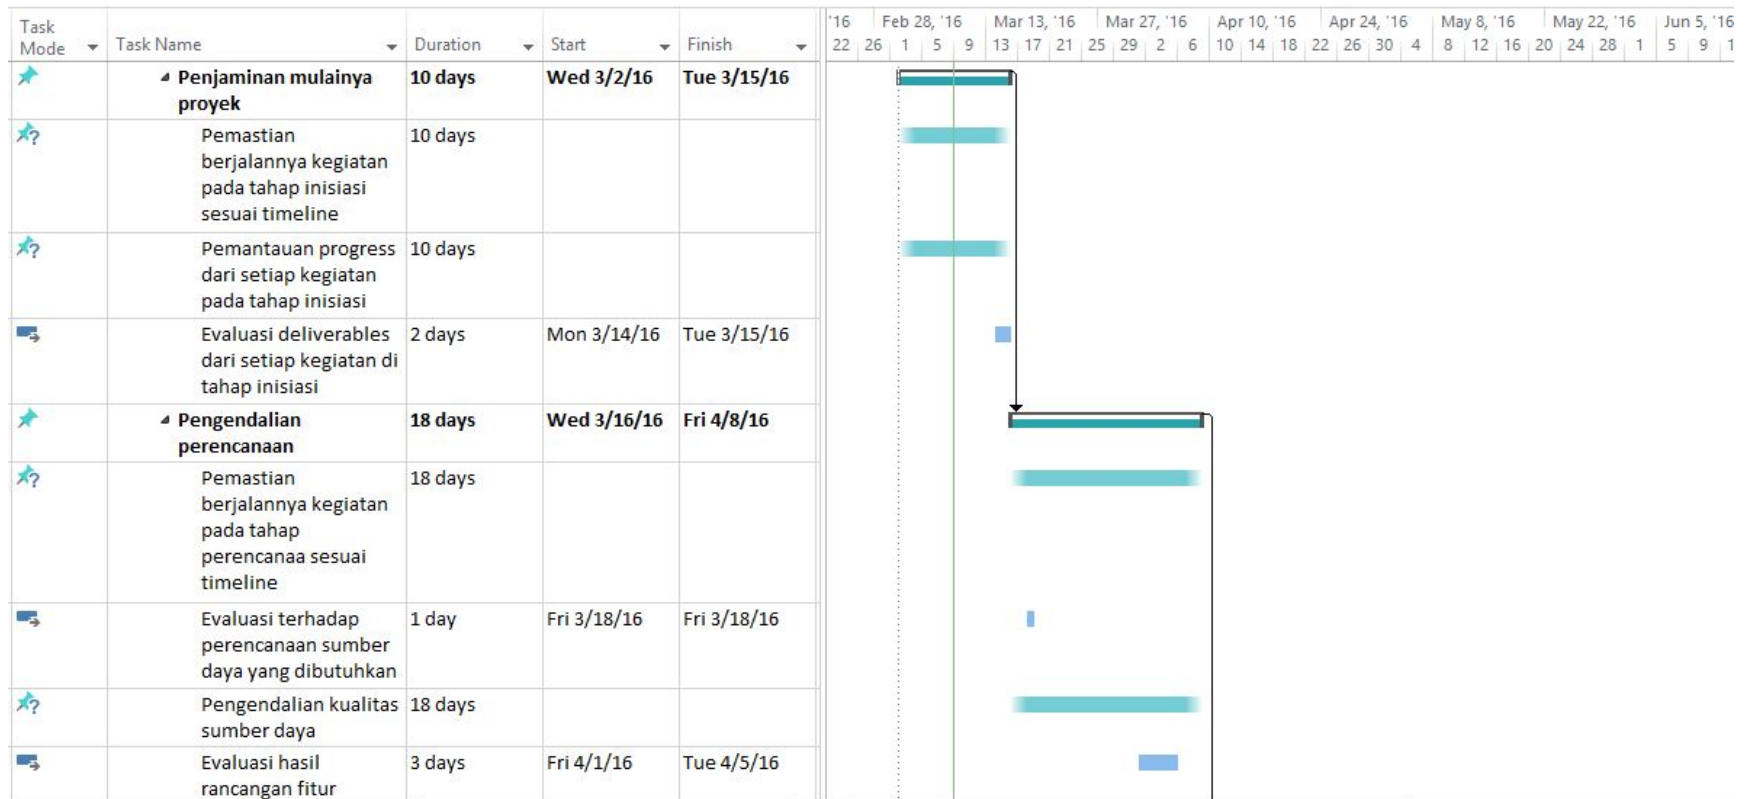 Task
Mode Task Name Duration Start Finish
'16 Feb 28, '16 Mar 13, '16 Mar 27, '16 Apr 10, '16 Apr 24, '16 May 8, '16 May 22, '16 Jun 5, '16
22 26 1 5 9 13 17 21 25 29 2 6 10 14 18 22 26 30 4 8 12 16 20 24 28 1 5 9 1
Penjaminan mulainya 10 days Wed 3/2/16 Tue 3/15/16
proyek
Pemastian 10 days
berjalannya kegiatan
pada tahap inisiasi
sesuai timeline
Pemantauan progress 10 days
dari setiap kegiatan
pada tahap inisiasi
Evaluasi deliverables 2 days Mon 3/14/16 Tue 3/15/16
dari setiap kegiatan di
tahap inisiasi
Pengendalian 18 days Wed 3/16/16 Fri 4/8/16
perencanaan
Pemastian 18 days
berjalannya kegiatan
pada tahap
perencanaa sesuai
timeline
Evaluasi terhadap 1 day Fri 3/18/16 Fri 3/18/16
perencanaan sumber
daya yang dibutuhkan
Pengendalian kualitas 18 days
sumber daya
Evaluasi hasil 3 days Fri 4/1/16 Tue 4/5/16
rancangan fitur